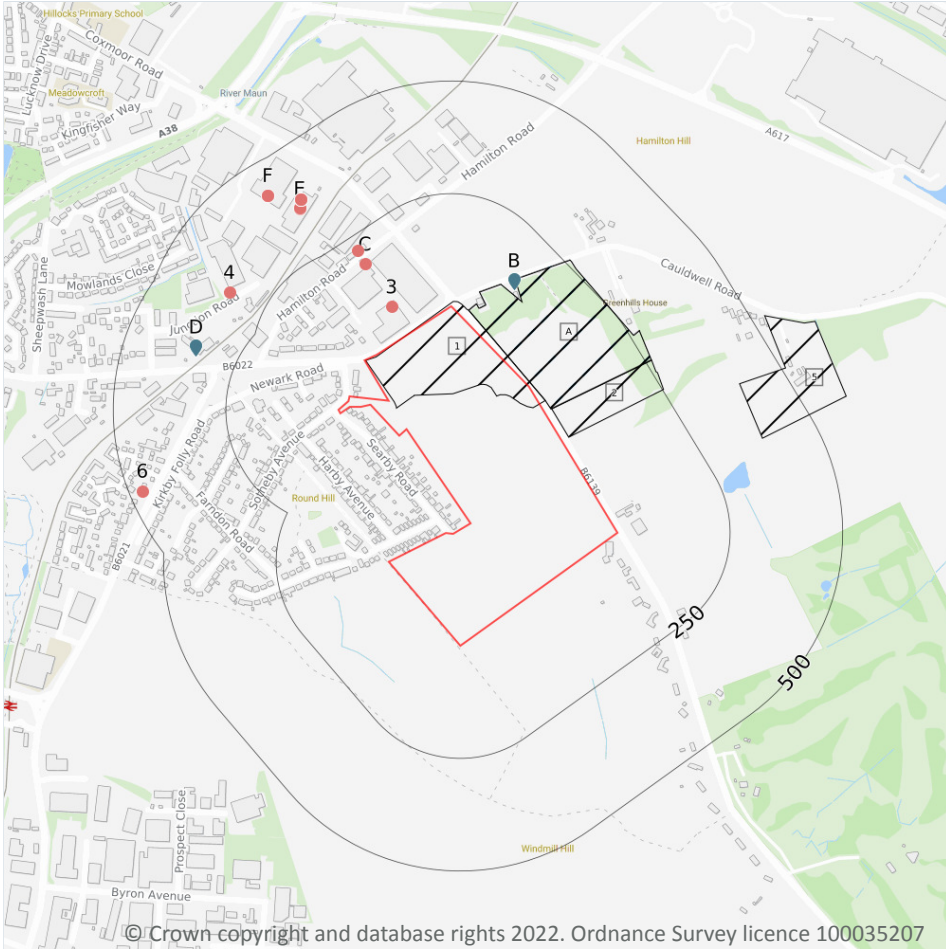 Hillocks Primary School
Coxmoor Road
Lucknow Drive
Meadowcroft
River Maun
Kingfisher Way
A38
A617
Hamilton Hill
Hamilton Road
F
F
C
B
Cauldwell Road
Mowlands Close
4
3
Hamilton Road
Sheepwash Lane
Junction Road
Greenhills House
D
1
A
B6022
5
Newark Road
2
Searby Road
Kirkby Folly Road
Sotheby Avenue
Harby Avenue
6
B6139
Round Hill
Farndon Road
B6021
250
500
Prospect Close
Windmill Hill
Byron Avenue
© Crown copyright and database rights 2022. Ordnance Survey licence 100035207